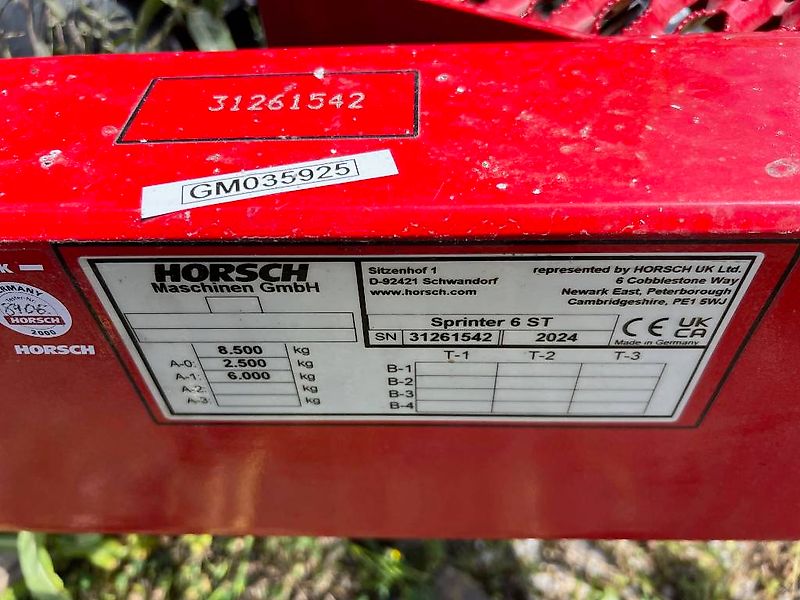 31261542
GM035925
K
GERMANY
8406
HORSCH
2000
HORSCH
HORSCH
Maschinen GmbH
Sitzenhof 1
D-92421 Schwandorf
www.horsch.com
represented by HORSCH UK Ltd.
6 Cobblestone Way
Newark East, Peterborough
Cambridgeshire, PE1 5WJ
Sprinter 6 ST
SN 31261542 2024
CE UK CA
Made in Germany
8.500 kg
A-0: 2.500 kg
A-1: 6.000 kg
A-2: kg
A-3: kg
T-1 T-2 T-3
B-1
B-2
B-3
B-4